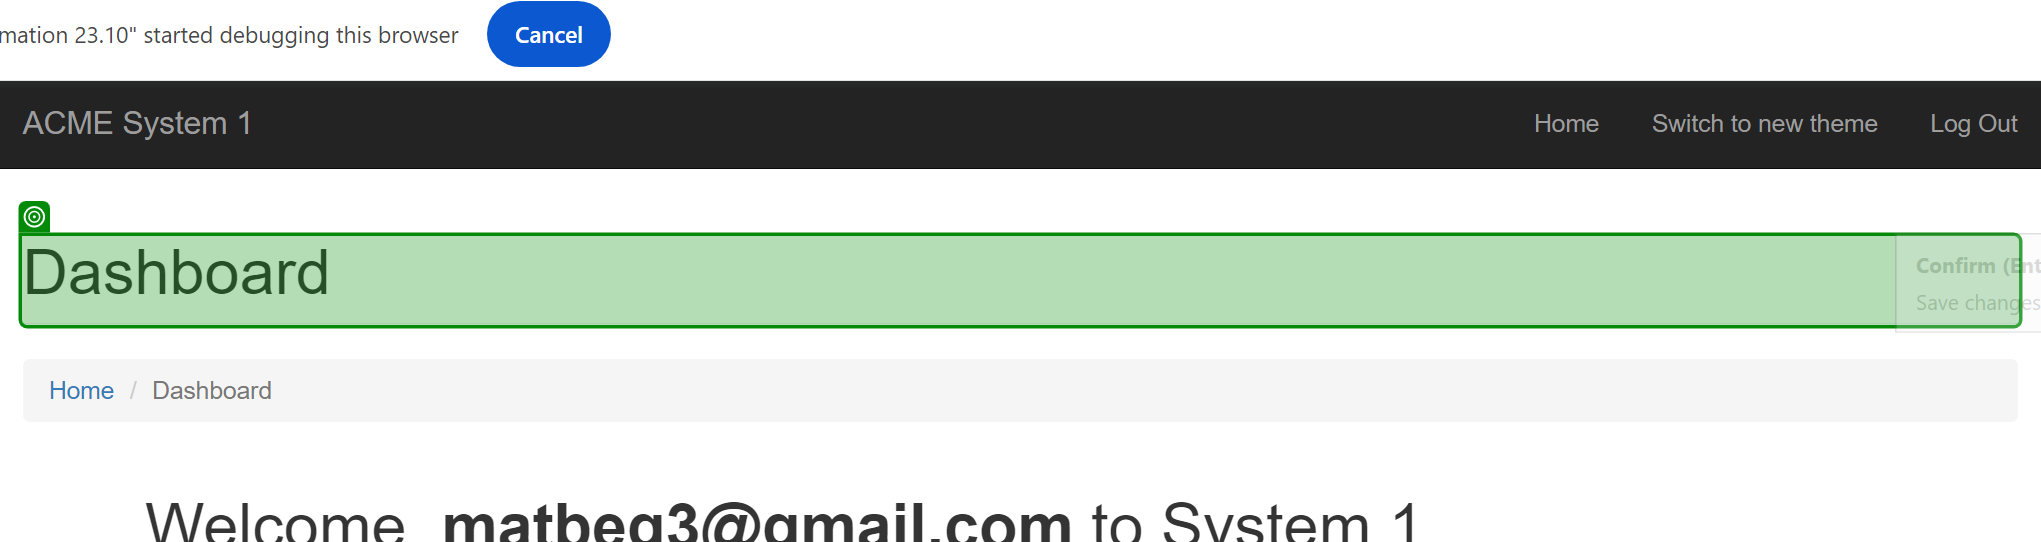 mation 23.10" started debugging this browser Cancel
ACME System 1 Home Switch to new theme Log Out
Dashboard
Confirm (Ent
Save changes
Home / Dashboard
Welcome matbeg3@gmail.com to System 1